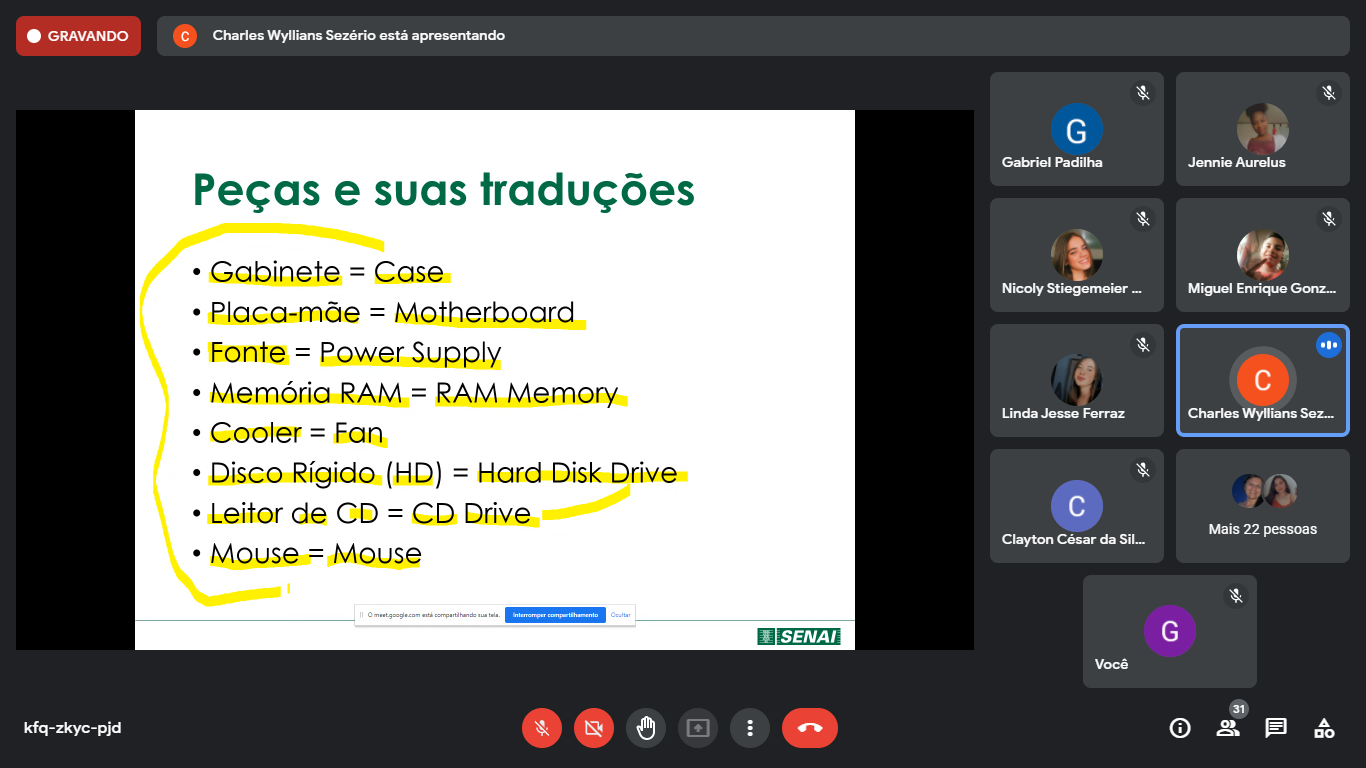 GRAVANDO
C
Charles Wyllians Sezério está apresentando
Peças e suas traduções
• Gabinete = Case
• Placa-mãe = Motherboard
• Fonte = Power Supply
• Memória RAM = RAM Memory
• Cooler = Fan
• Disco Rígido (HD) = Hard Disk Drive
• Leitor de CD = CD Drive
• Mouse = Mouse
O meet.google.com está compartilhando sua tela. Interromper compartilhamento Ocultar
SENAI
G
Gabriel Padilha
Jennie Aurelus
Nicoly Stiegemeier ...
Miguel Enrique Gonz...
Linda Jesse Ferraz
C
Charles Wyllians Sez...
C
Clayton César da Sil...
Mais 22 pessoas
G
Você
kfq-zkyc-pjd
31